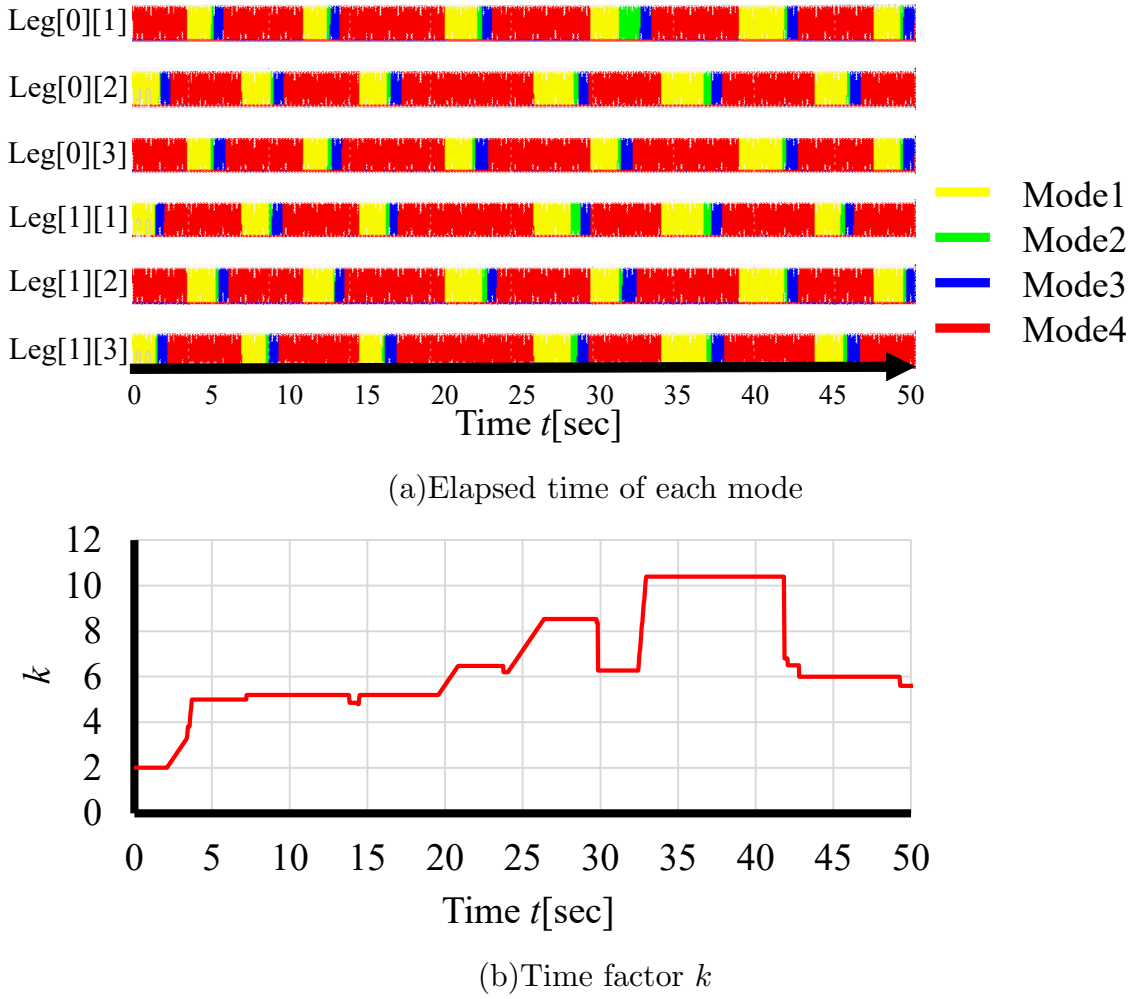 Leg[0][1]
Leg[0][2]
Leg[0][3]
Leg[1][1]
Leg[1][2]
Leg[1][3]
Mode1
Mode2
Mode3
Mode4
0 5 10 15 20 25 30 35 40 45 50
Time t[sec]
(a)Elapsed time of each mode
12
10
8
6
4
2
0
k
0 5 10 15 20 25 30 35 40 45 50
Time t[sec]
(b)Time factor k